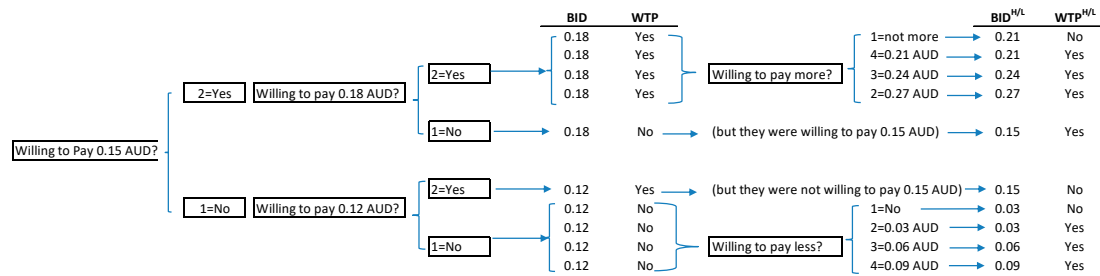 BID WTP BID^H/L WTP^H/L
0.18 Yes 1=not more 0.21 No
0.18 Yes 4=0.21 AUD 0.21 Yes
2=Yes 0.18 Yes Willing to pay more? 3=0.24 AUD 0.24 Yes
2=Yes Willing to pay 0.18 AUD? 0.18 Yes 2=0.27 AUD 0.27 Yes
1=No 0.18 No (but they were willing to pay 0.15 AUD) 0.15 Yes
Willing to Pay 0.15 AUD?
2=Yes 0.12 Yes (but they were not willing to pay 0.15 AUD) 0.15 No
1=No Willing to pay 0.12 AUD? 0.12 No 1=No 0.03 No
0.12 No 2=0.03 AUD 0.03 Yes
1=No 0.12 No Willing to pay less? 3=0.06 AUD 0.06 Yes
0.12 No 4=0.09 AUD 0.09 Yes